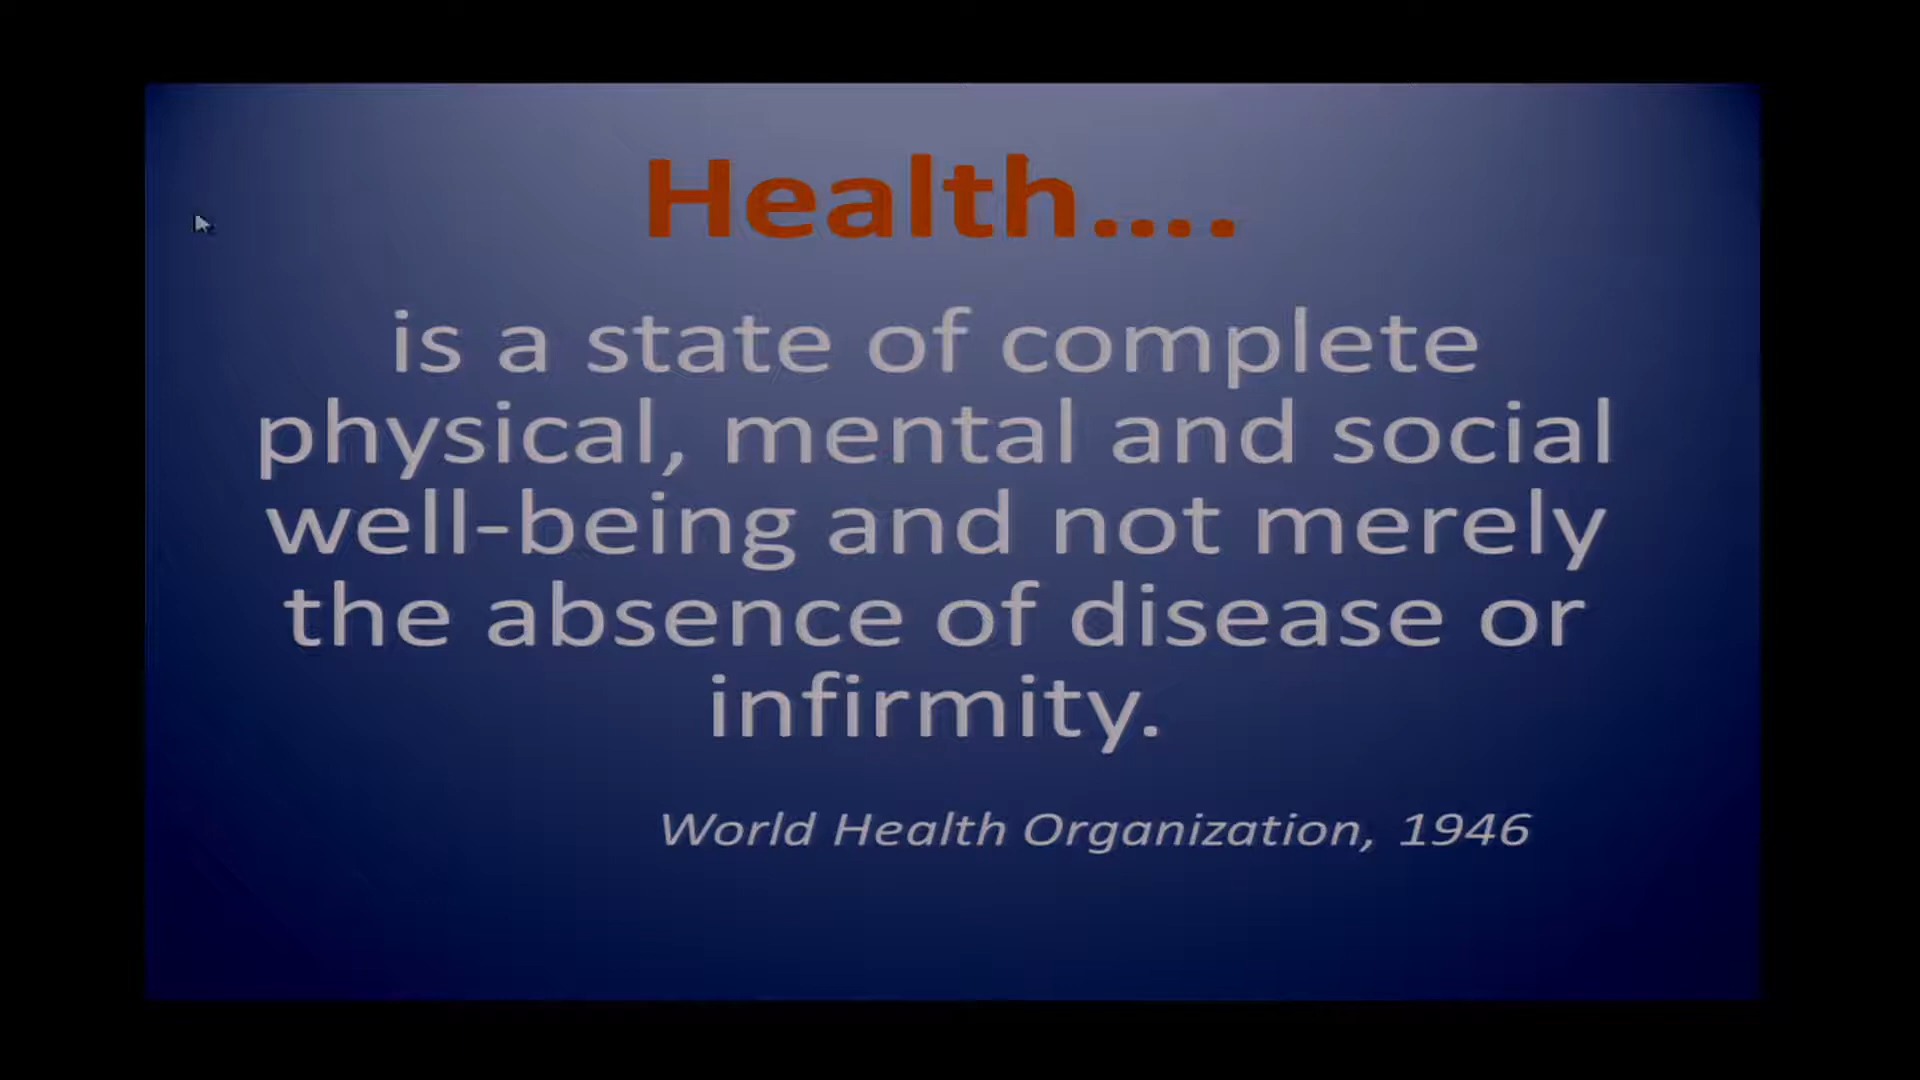 Health....
is a state of complete
physical, mental and social
well-being and not merely
the absence of disease or
infirmity.
World Health Organization, 1946